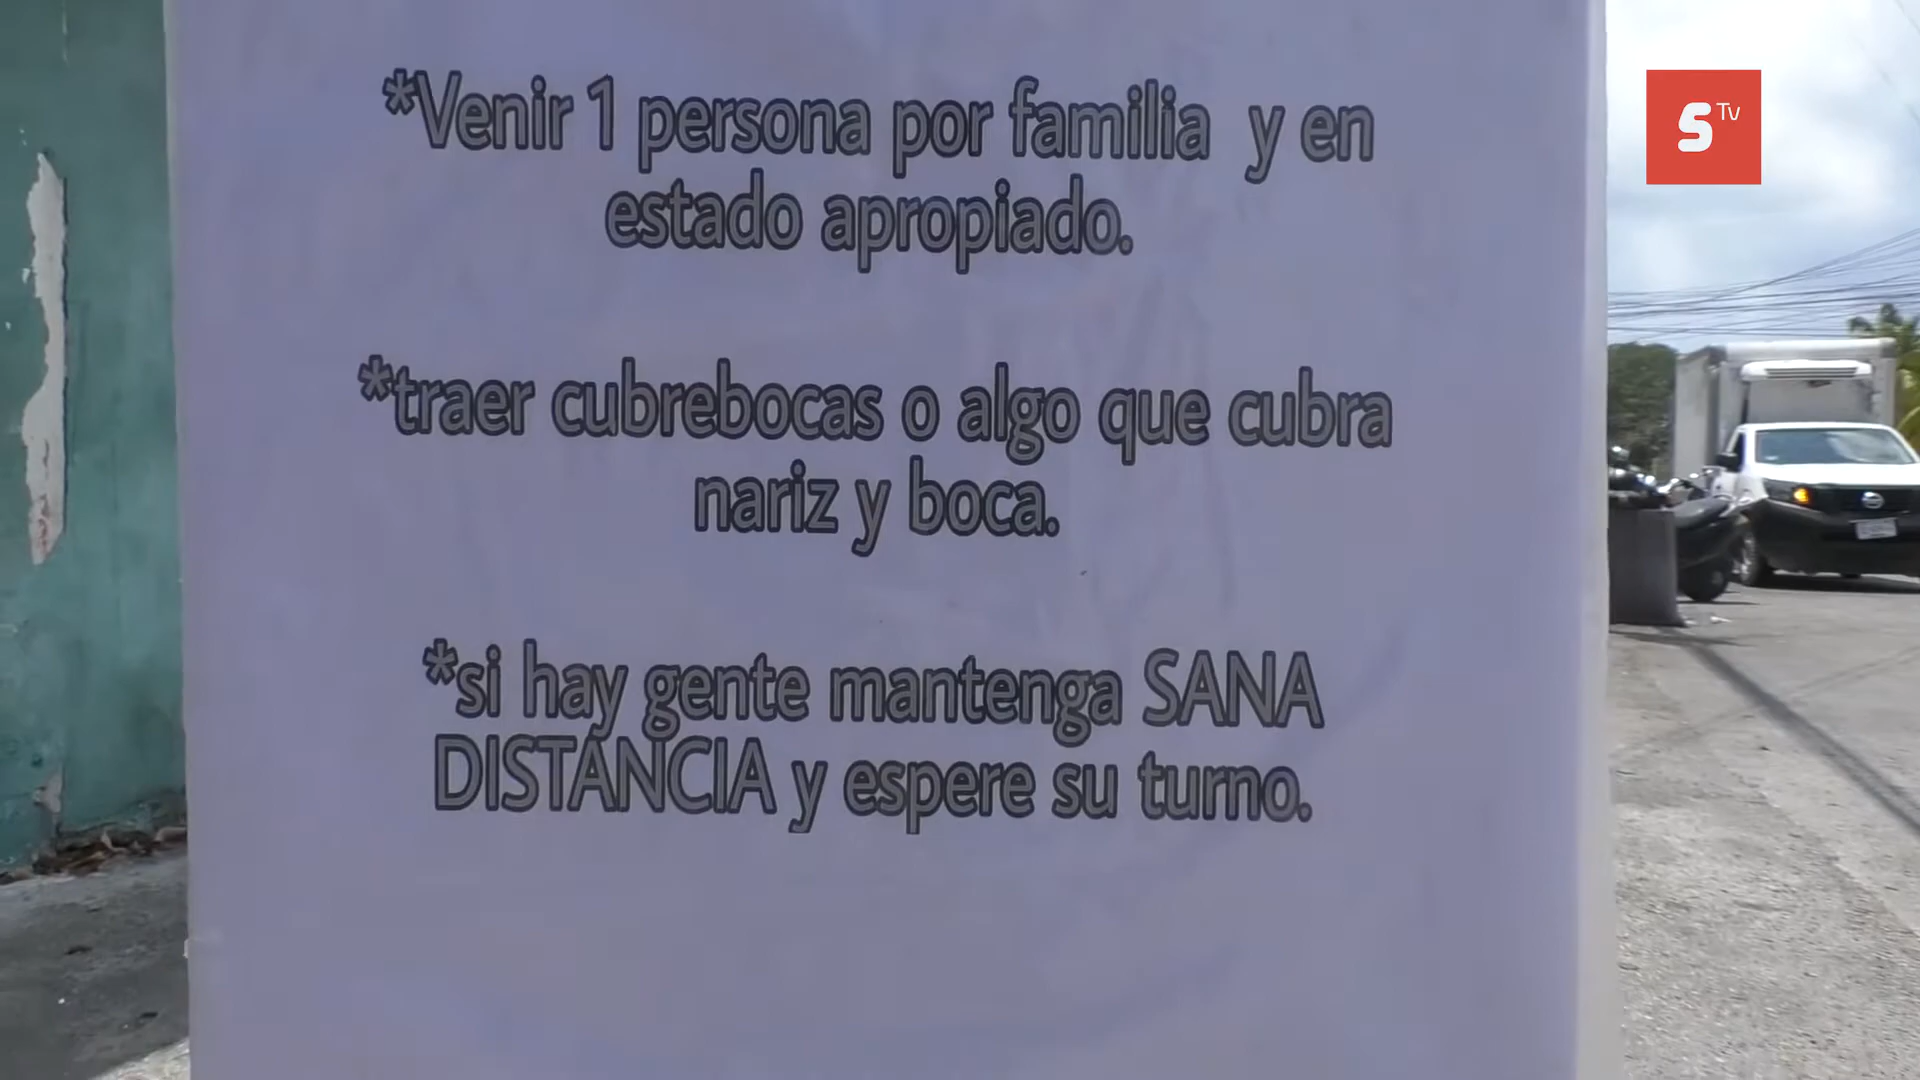 *Venir 1 persona por familia y en
estado apropiado.
*traer cubrebocas o algo que cubra
nariz y boca.
*si hay gente mantenga SANA
DISTANCIA y espere su turno.
S Tv